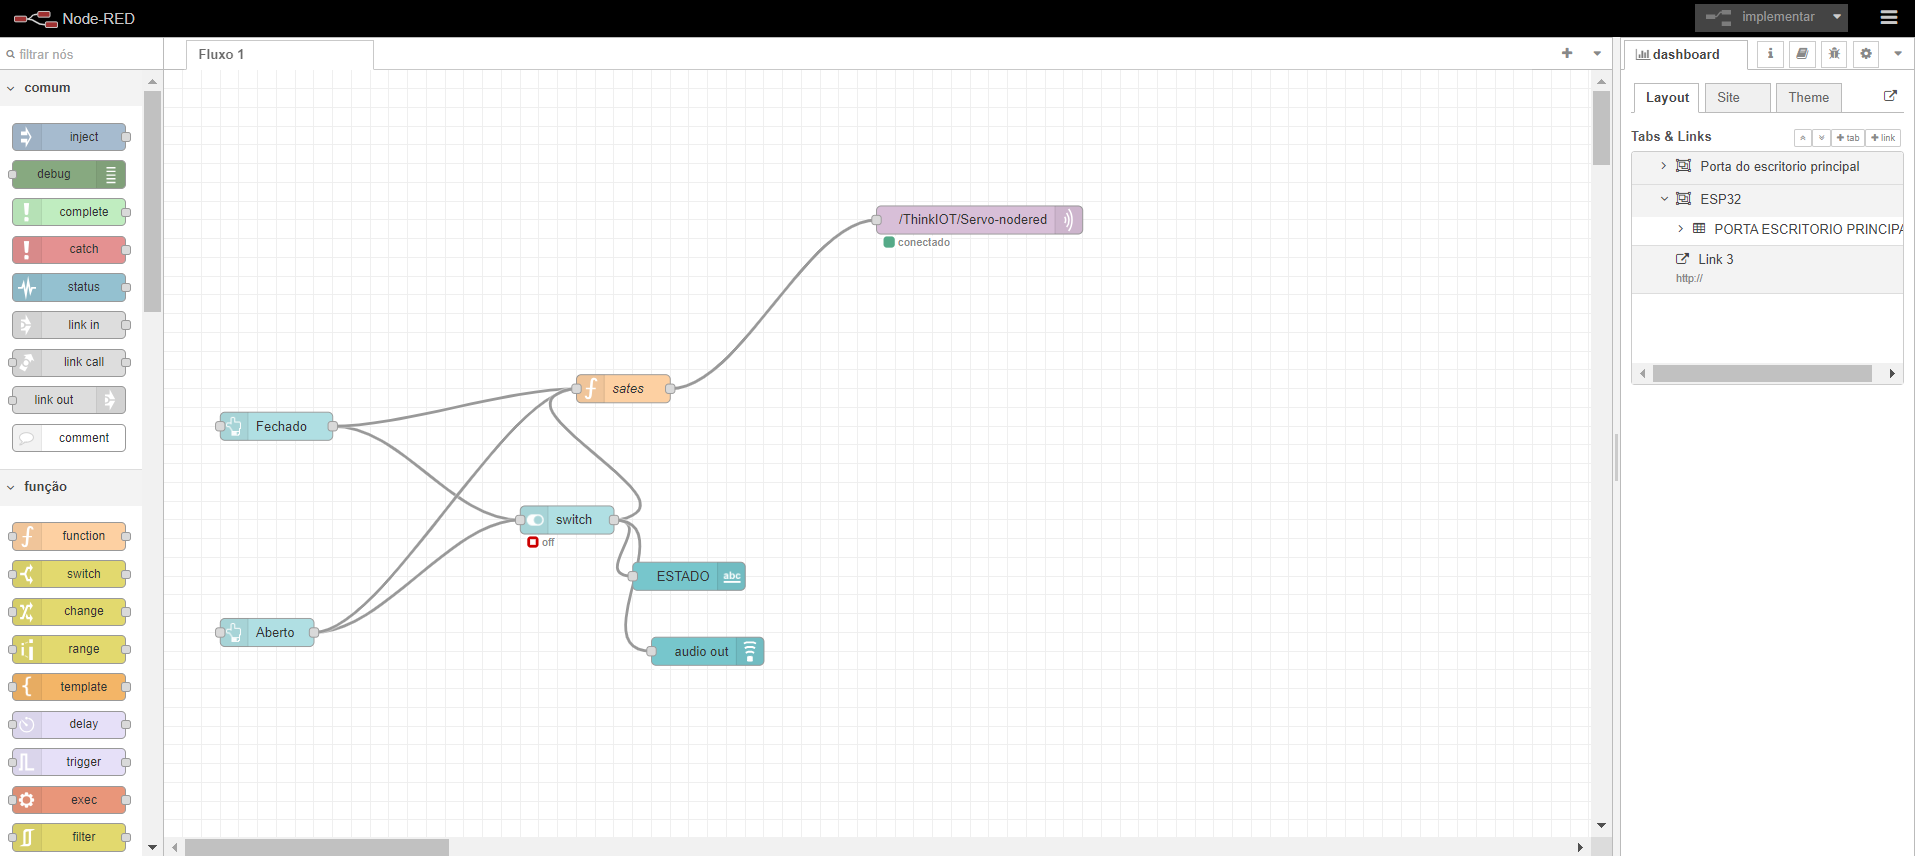 Node-RED
implementar
filtrar nós
comum
inject
debug
complete
catch
status
link in
link call
link out
comment
função
function
switch
change
range
template
delay
trigger
exec
filter
Fluxo 1
/ThinkIOT/Servo-nodered
conectado
sates
Fechado
switch
off
ESTADO
abc
Aberto
audio out
dashboard
i
Layout
Site
Theme
Tabs & Links
+ tab
+ link
Porta do escritorio principal
ESP32
PORTA ESCRITORIO PRINCIPA
Link 3
http://